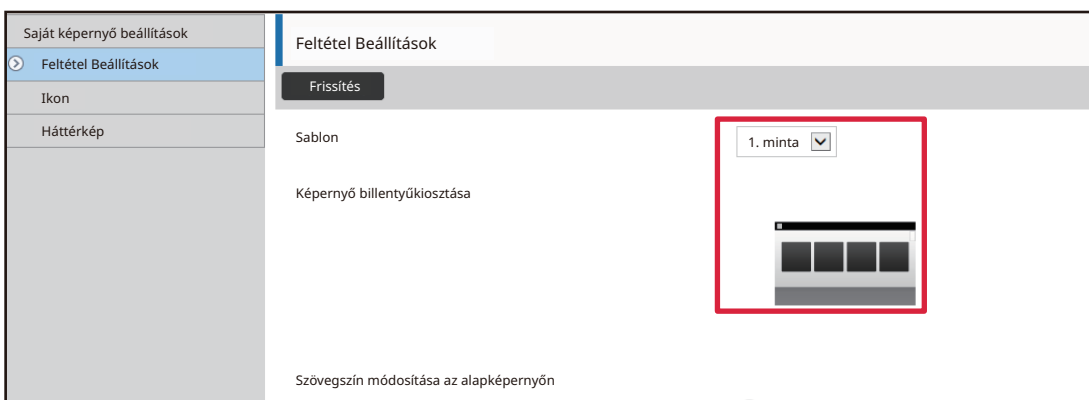 Saját képernyő beállítások
Feltétel Beállítások
Ikon
Háttérkép
Feltétel Beállítások
Frissítés
Sablon
1. minta
Képernyő billentyűkiosztása
Szövegszín módosítása az alapképernyőn